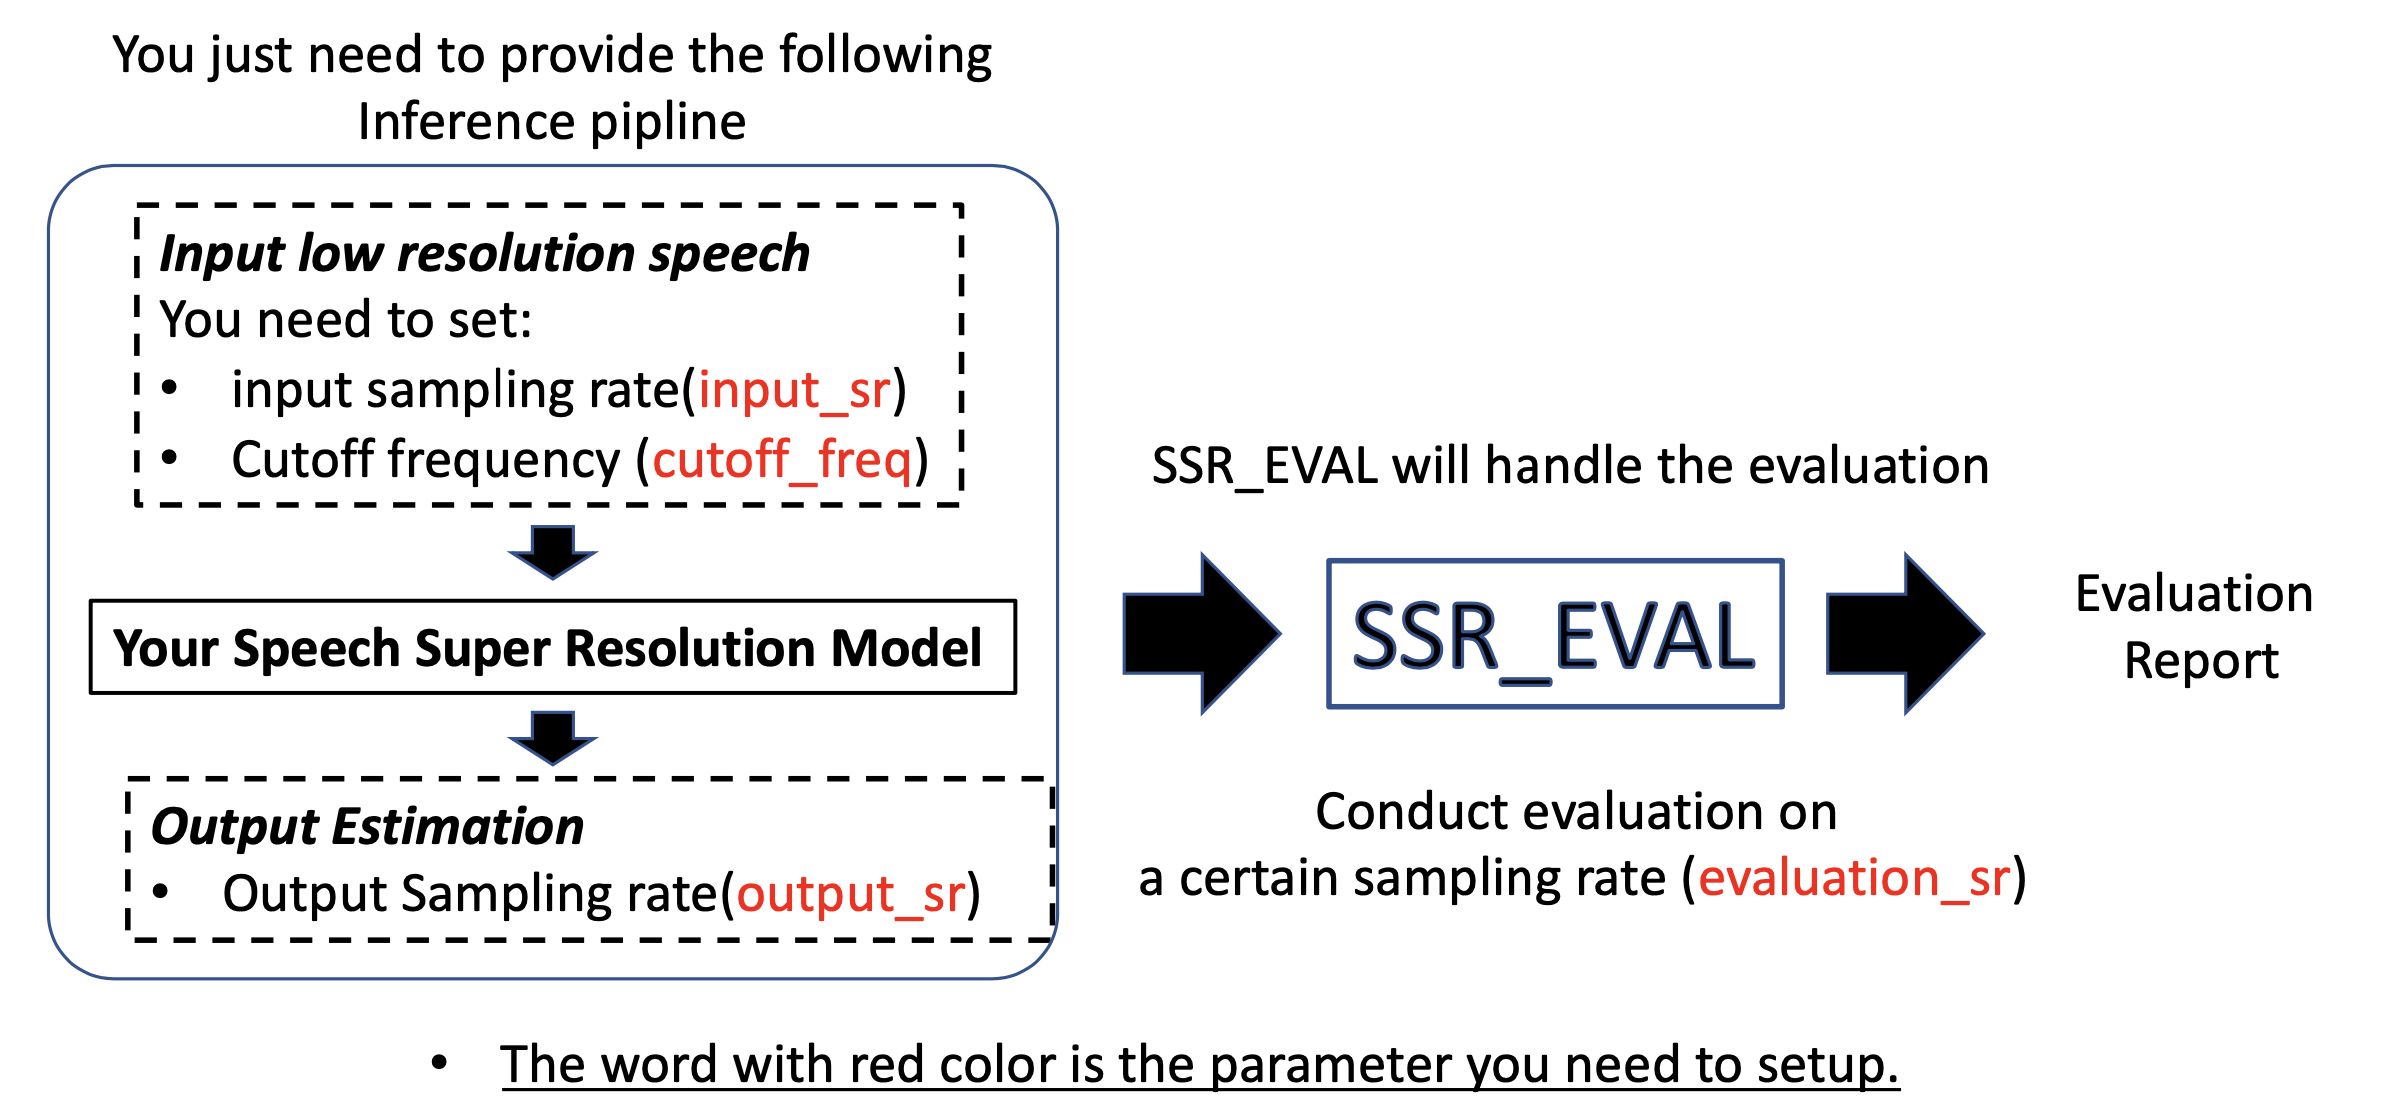 You just need to provide the following
Inference pipline
Input low resolution speech
You need to set:
• input sampling rate(input_sr)
• Cutoff frequency (cutoff_freq)
Your Speech Super Resolution Model
Output Estimation
• Output Sampling rate(output_sr)
SSR_EVAL will handle the evaluation
SSR_EVAL
Conduct evaluation on
a certain sampling rate (evaluation_sr)
Evaluation
Report
• The word with red color is the parameter you need to setup.